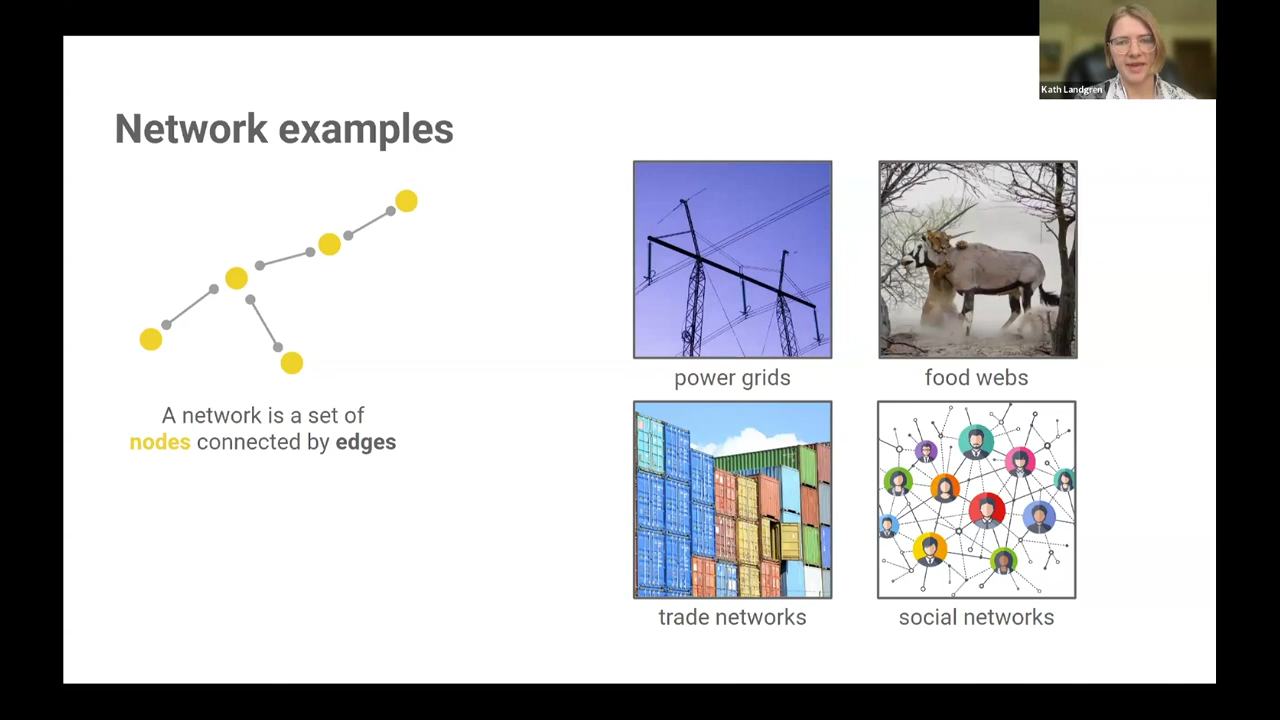 Kath Landgren
Network examples
A network is a set of
nodes connected by edges
power grids
food webs
trade networks
social networks